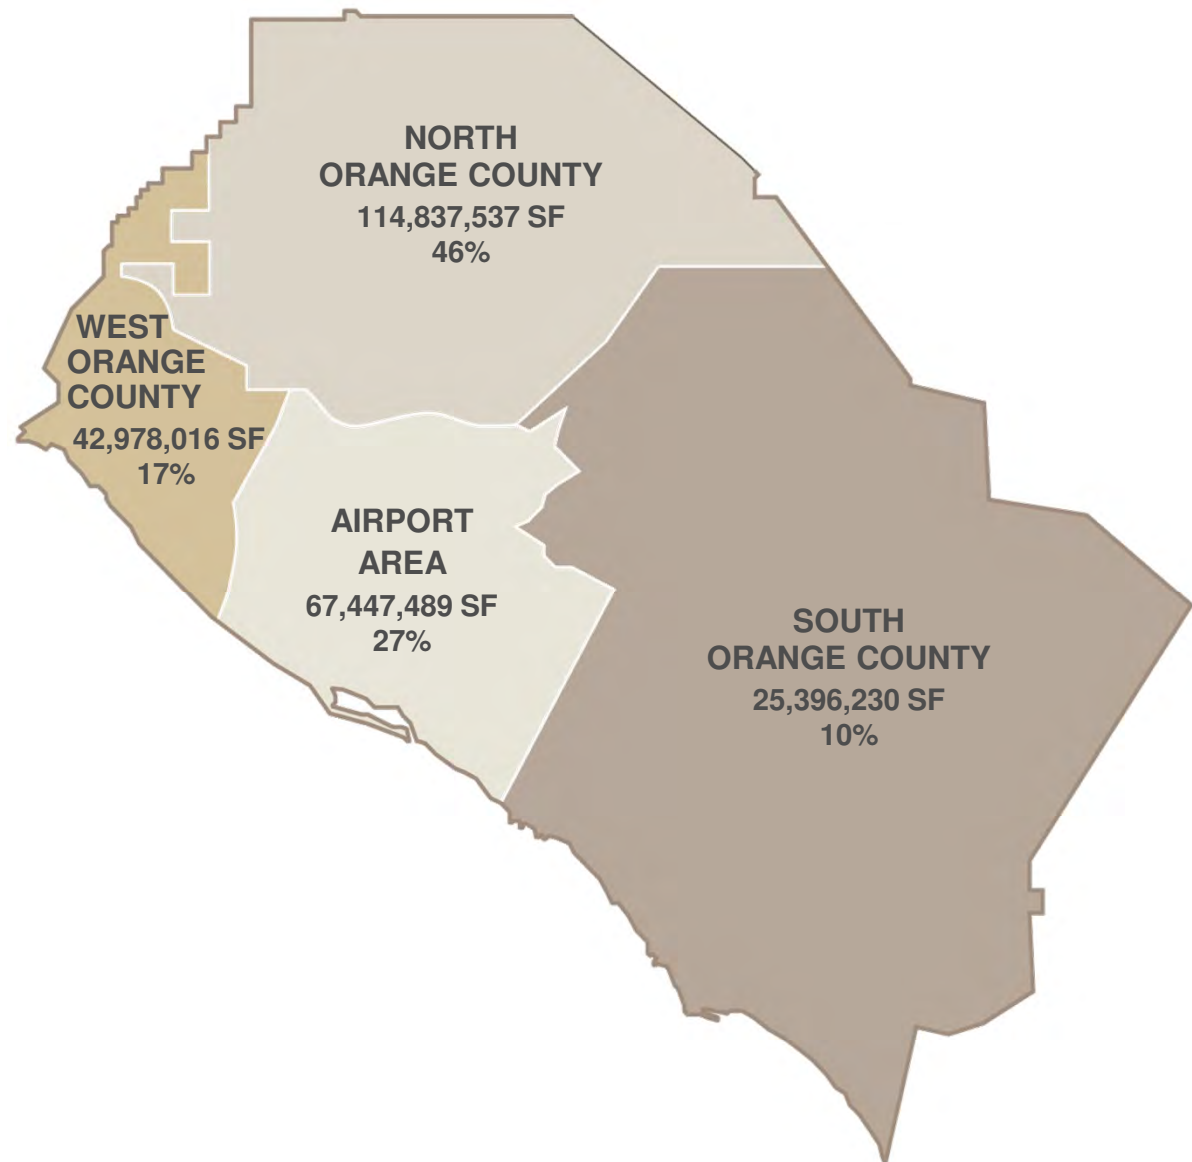 NORTH
ORANGE COUNTY
114,837,537 SF
46%
WEST
ORANGE
COUNTY
42,978,016 SF
17%
AIRPORT
AREA
67,447,489 SF
27%
SOUTH
ORANGE COUNTY
25,396,230 SF
10%